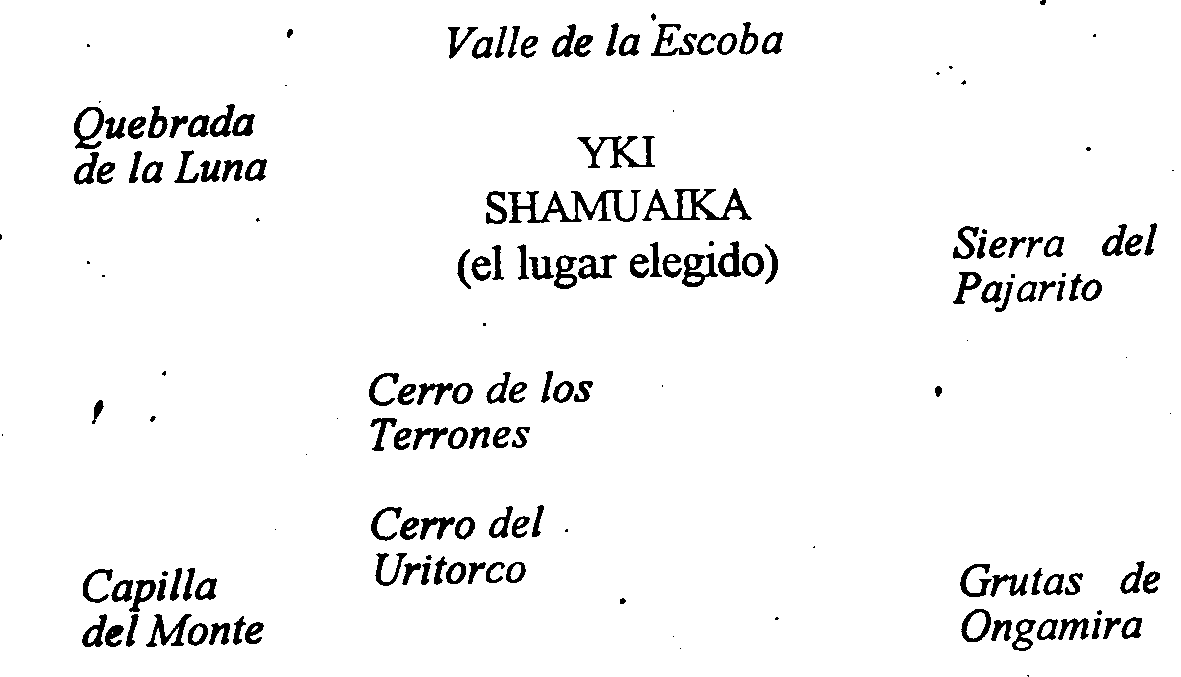 Valle de la Escoba
Quebrada
de la Luna
YKI
SHAMUAIKA
(el lugar elegido)
Sierra del
Pajarito
Cerro de los
Terrones
Cerro del
Uritorco
Capilla
del Monte
Grutas de
Ongamira